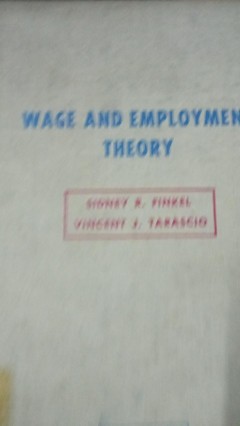 WAGE AND EMPLOYMEN
THEORY
SIDNEY R. FINKEL
VINCENT J. TARASCIO